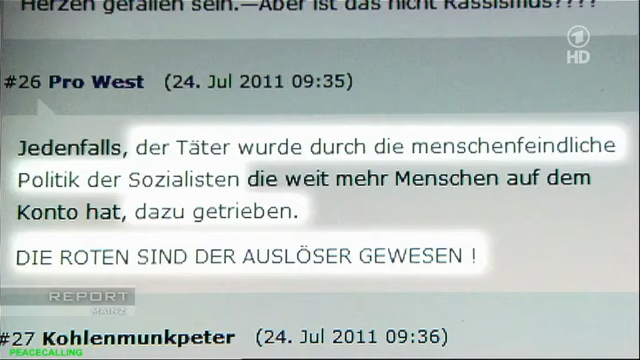 Herzen gefallen sein.—Aber ist das nicht Rassismus????
1 ARD
HD
#26 Pro West (24. Jul 2011 09:35)
Jedenfalls, der Täter wurde durch die menschenfeindliche
Politik der Sozialisten die weit mehr Menschen auf dem
Konto hat, dazu getrieben.
DIE ROTEN SIND DER AUSLÖSER GEWESEN !
REPORT
MAINZ
#27 Kohlenmunkpeter (24. Jul 2011 09:36)
PEACECALLING